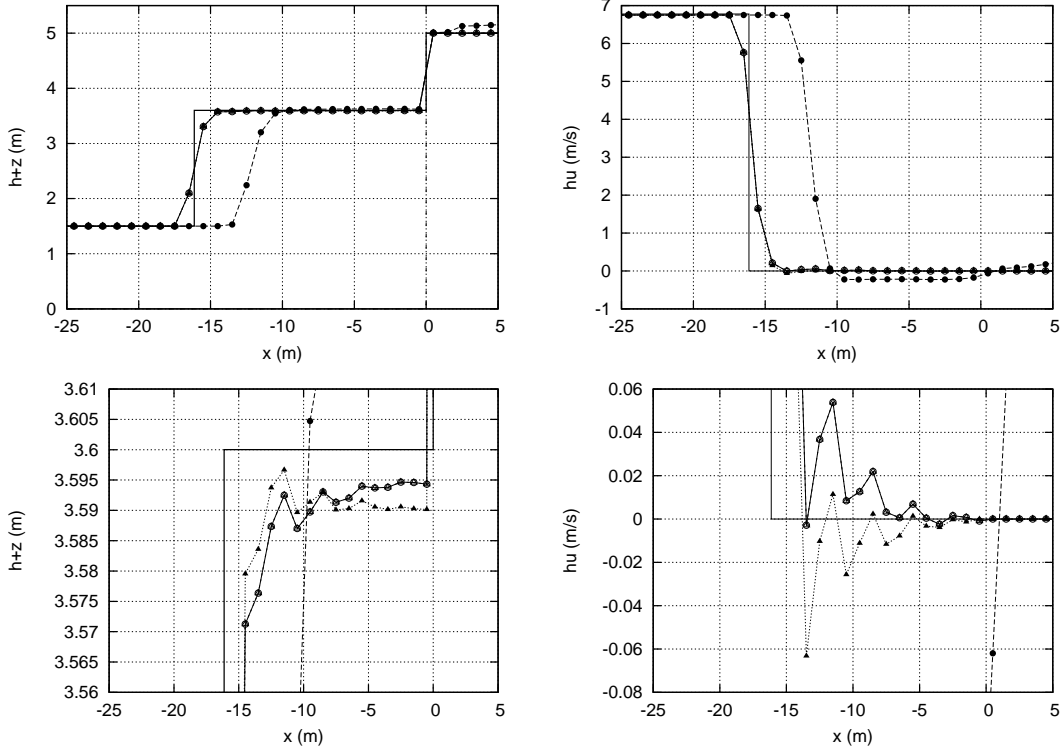 5
4
3
2
1
0
h+z (m)
-25 -20 -15 -10 -5 0 5
x (m)
7
6
5
4
3
2
1
0
-1
hu (m/s)
-25 -20 -15 -10 -5 0 5
x (m)
3.61
3.605
3.6
3.595
3.59
3.585
3.58
3.575
3.57
3.565
3.56
h+z (m)
-25 -20 -15 -10 -5 0 5
x (m)
0.06
0.04
0.02
0
-0.02
-0.04
-0.06
-0.08
hu (m/s)
-25 -20 -15 -10 -5 0 5
x (m)